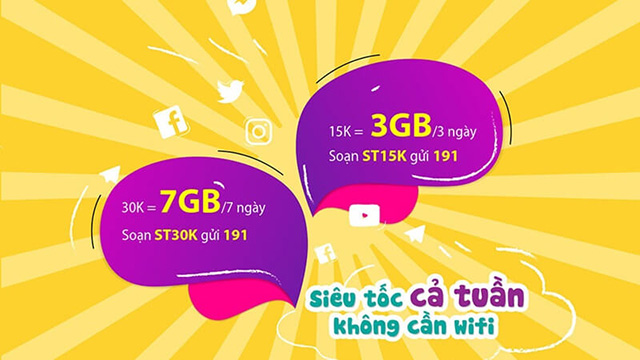 15K = 3GB/3 ngày
Soạn ST15K gửi 191
30K = 7GB/7 ngày
Soạn ST30K gửi 191
Siêu tốc cả tuần
không cần wifi